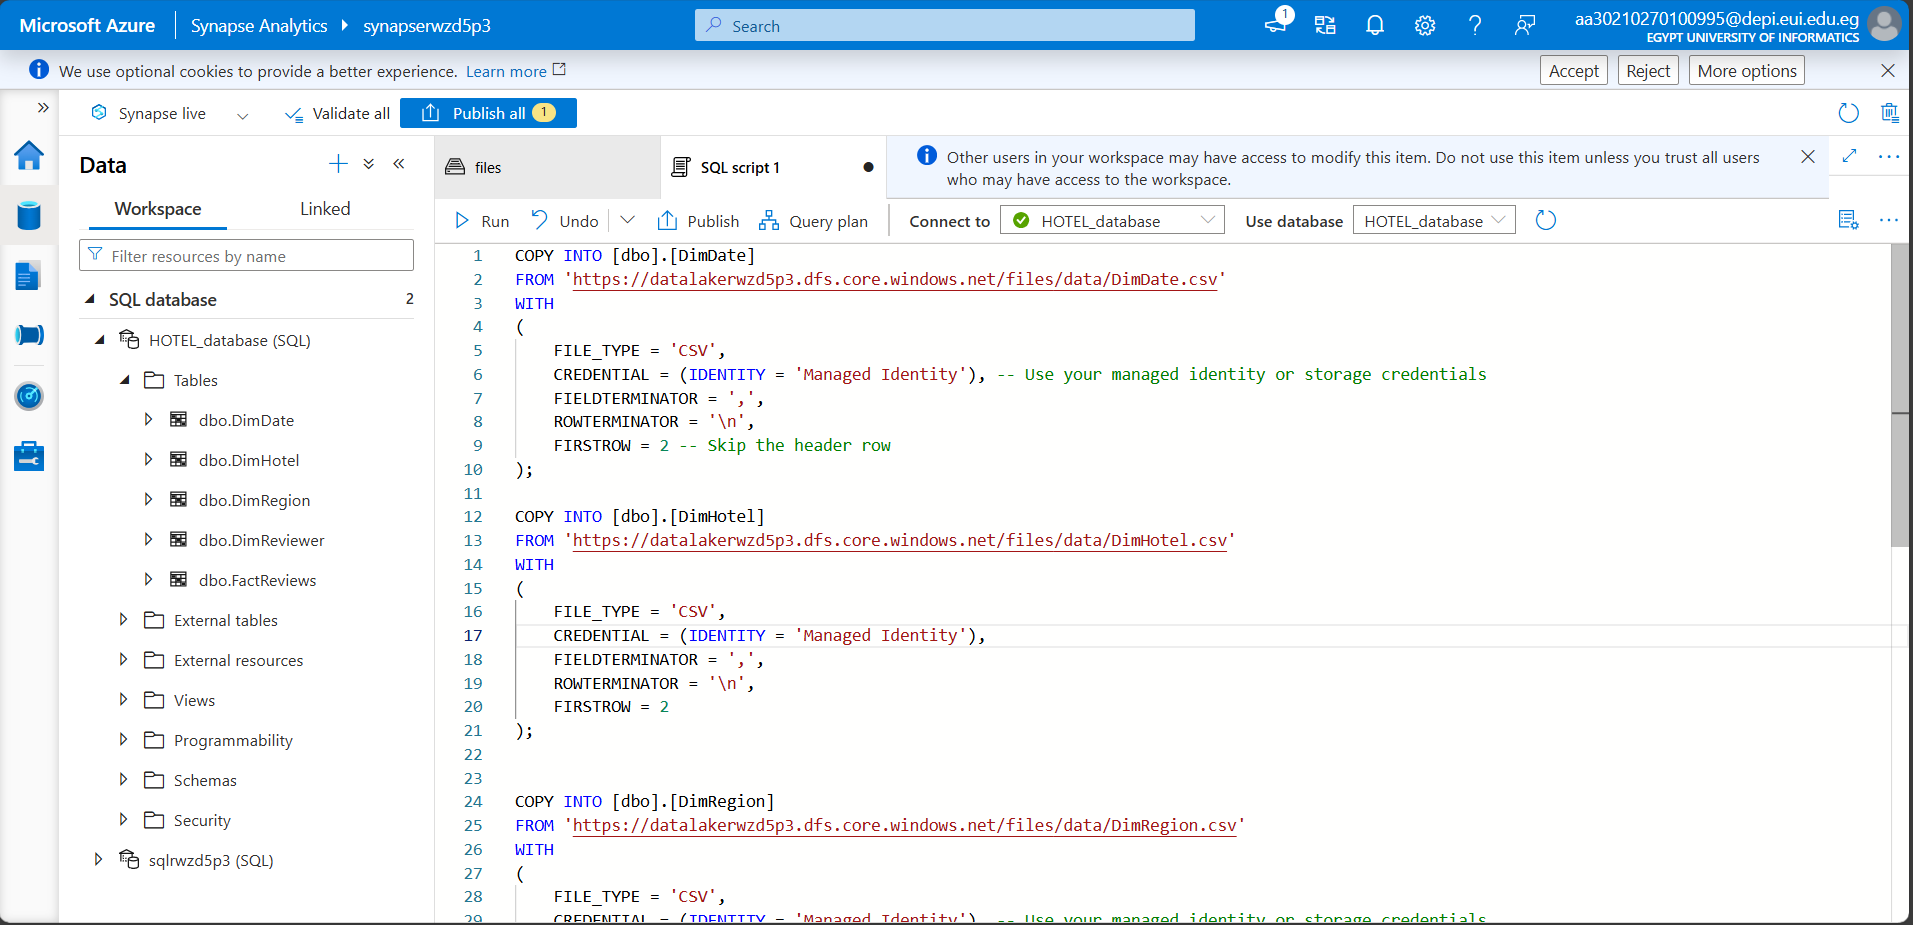 Microsoft Azure
Synapse Analytics
synapserwzd5p3
Search
1
aa30210270100995@depi.eui.edu.eg
EGYPT UNIVERSITY OF INFORMATICS
We use optional cookies to provide a better experience. Learn more
Accept
Reject
More options
Synapse live
Validate all
Publish all 1
Data
Workspace
Linked
Filter resources by name
SQL database 2
HOTEL_database (SQL)
Tables
dbo.DimDate
dbo.DimHotel
dbo.DimRegion
dbo.DimReviewer
dbo.FactReviews
External tables
External resources
Views
Programmability
Schemas
Security
sqlrwzd5p3 (SQL)
files
SQL script 1
Other users in your workspace may have access to modify this item. Do not use this item unless you trust all users
who may have access to the workspace.
Run
Undo
Publish
Query plan
Connect to
HOTEL_database
Use database
HOTEL_database
1 COPY INTO [dbo].[DimDate]
2 FROM 'https://datalakerwzd5p3.dfs.core.windows.net/files/data/DimDate.csv'
3 WITH
4 (
5 FILE_TYPE = 'CSV',
6 CREDENTIAL = (IDENTITY = 'Managed Identity'), -- Use your managed identity or storage credentials
7 FIELDTERMINATOR = ',',
8 ROWTERMINATOR = '\n',
9 FIRSTROW = 2 -- Skip the header row
10 );
11
12 COPY INTO [dbo].[DimHotel]
13 FROM 'https://datalakerwzd5p3.dfs.core.windows.net/files/data/DimHotel.csv'
14 WITH
15 (
16 FILE_TYPE = 'CSV',
17 CREDENTIAL = (IDENTITY = 'Managed Identity'),
18 FIELDTERMINATOR = ',',
19 ROWTERMINATOR = '\n',
20 FIRSTROW = 2
21 );
22
23
24 COPY INTO [dbo].[DimRegion]
25 FROM 'https://datalakerwzd5p3.dfs.core.windows.net/files/data/DimRegion.csv'
26 WITH
27 (
28 FILE_TYPE = 'CSV',
29 CREDENTIAL = (IDENTITY = 'Managed Identity'), -- Use your managed identity or storage credentials